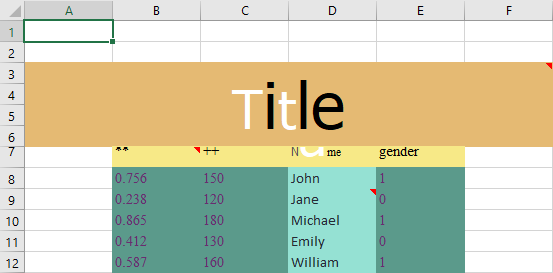 A B C D E F
1
2
3
4
5
6
Title
7 ** ++ Name gender
8 0.756 150 John 1
9 0.238 120 Jane 0
10 0.865 180 Michael 1
11 0.412 130 Emily 0
12 0.587 160 William 1